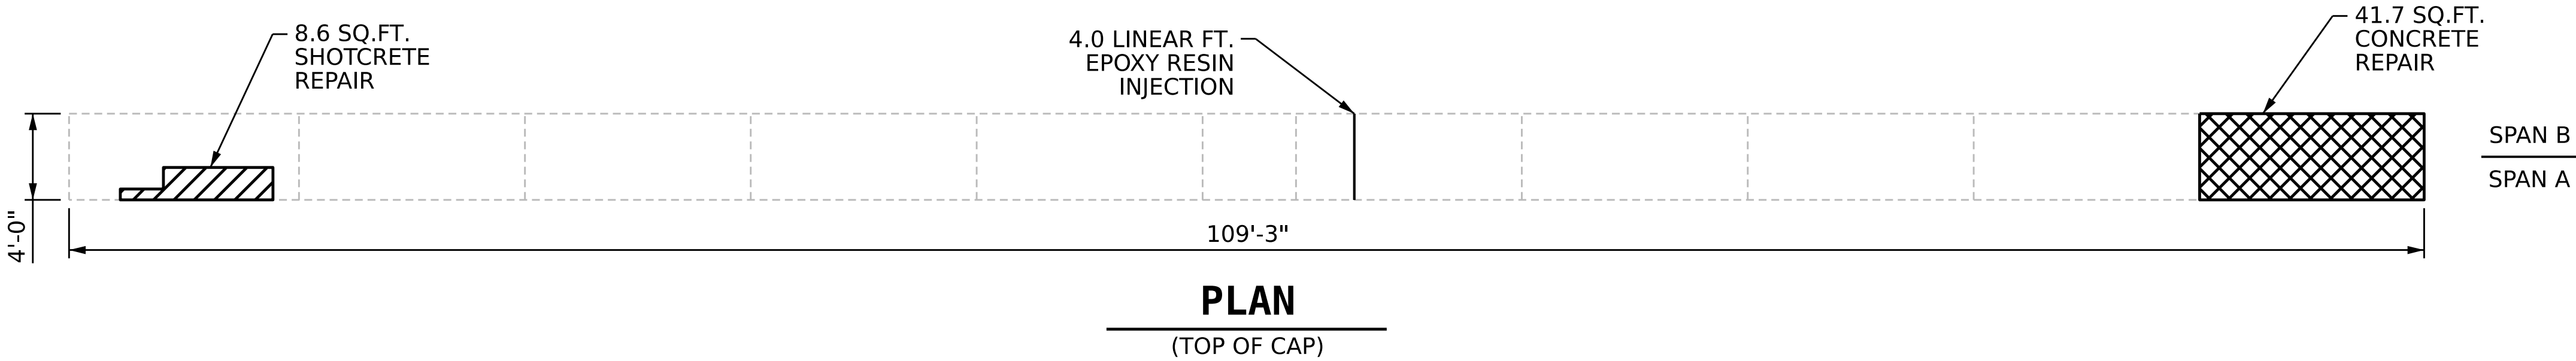 8.6 SQ.FT.
SHOTCRETE
REPAIR
4.0 LINEAR FT.
EPOXY RESIN
INJECTION
41.7 SQ.FT.
CONCRETE
REPAIR
SPAN B
SPAN A
4'-0"
109'-3"
PLAN
(TOP OF CAP)